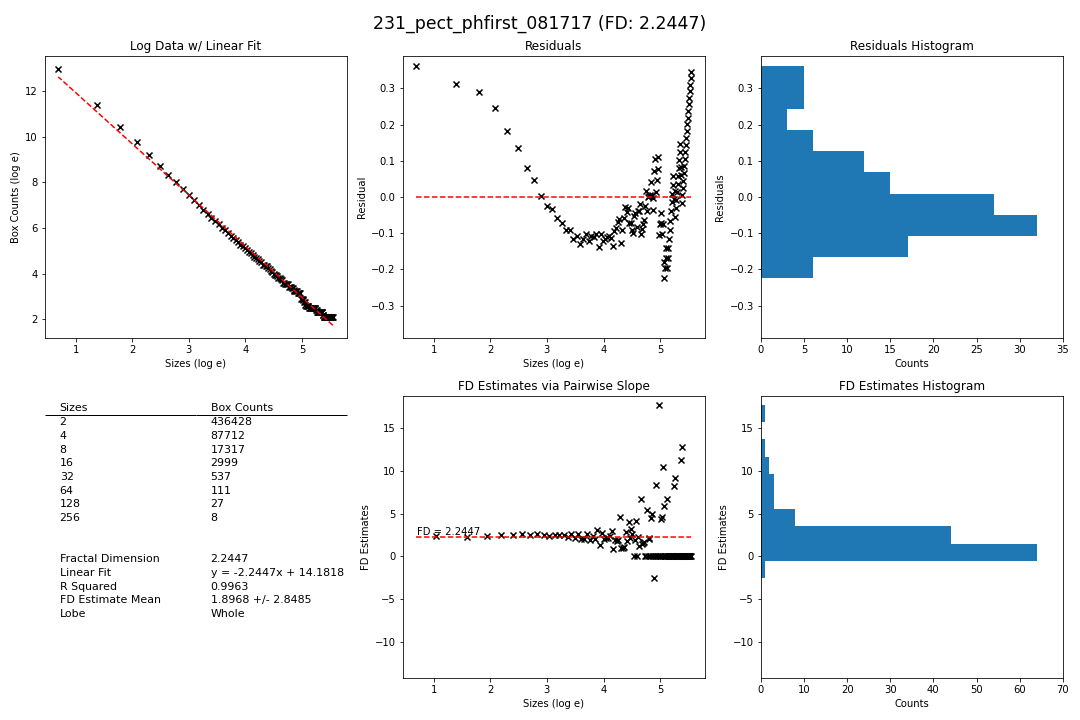 231_pect_phfirst_081717 (FD: 2.2447)
Log Data w/ Linear Fit
Box Counts (log e)
12
10
8
6
4
2
1 2 3 4 5
Sizes (log e)
Residuals
Residual
0.3
0.2
0.1
0.0
−0.1
−0.2
−0.3
1 2 3 4 5
Sizes (log e)
Residuals Histogram
Residuals
0.3
0.2
0.1
0.0
−0.1
−0.2
−0.3
0 5 10 15 20 25 30 35
Counts
Sizes Box Counts
2 436428
4 87712
8 17317
16 2999
32 537
64 111
128 27
256 8
Fractal Dimension 2.2447
Linear Fit y = -2.2447x + 14.1818
R Squared 0.9963
FD Estimate Mean 1.8968 +/- 2.8485
Lobe Whole
FD Estimates via Pairwise Slope
FD Estimates
15
10
5
0
−5
−10
FD = 2.2447
1 2 3 4 5
Sizes (log e)
FD Estimates Histogram
FD Estimates
15
10
5
0
−5
−10
0 10 20 30 40 50 60 70
Counts